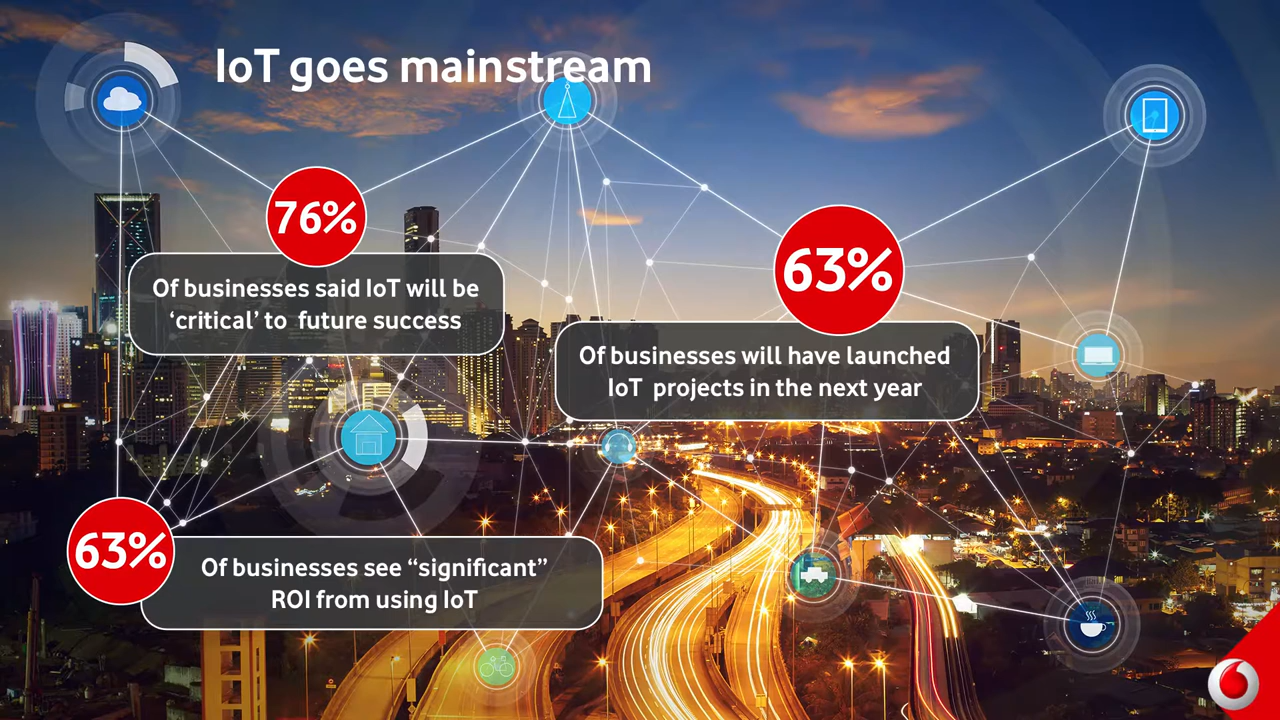 IoT goes mainstream
76%
Of businesses said IoT will be
‘critical’ to future success
63%
Of businesses will have launched
IoT projects in the next year
63%
Of businesses see “significant”
ROI from using IoT